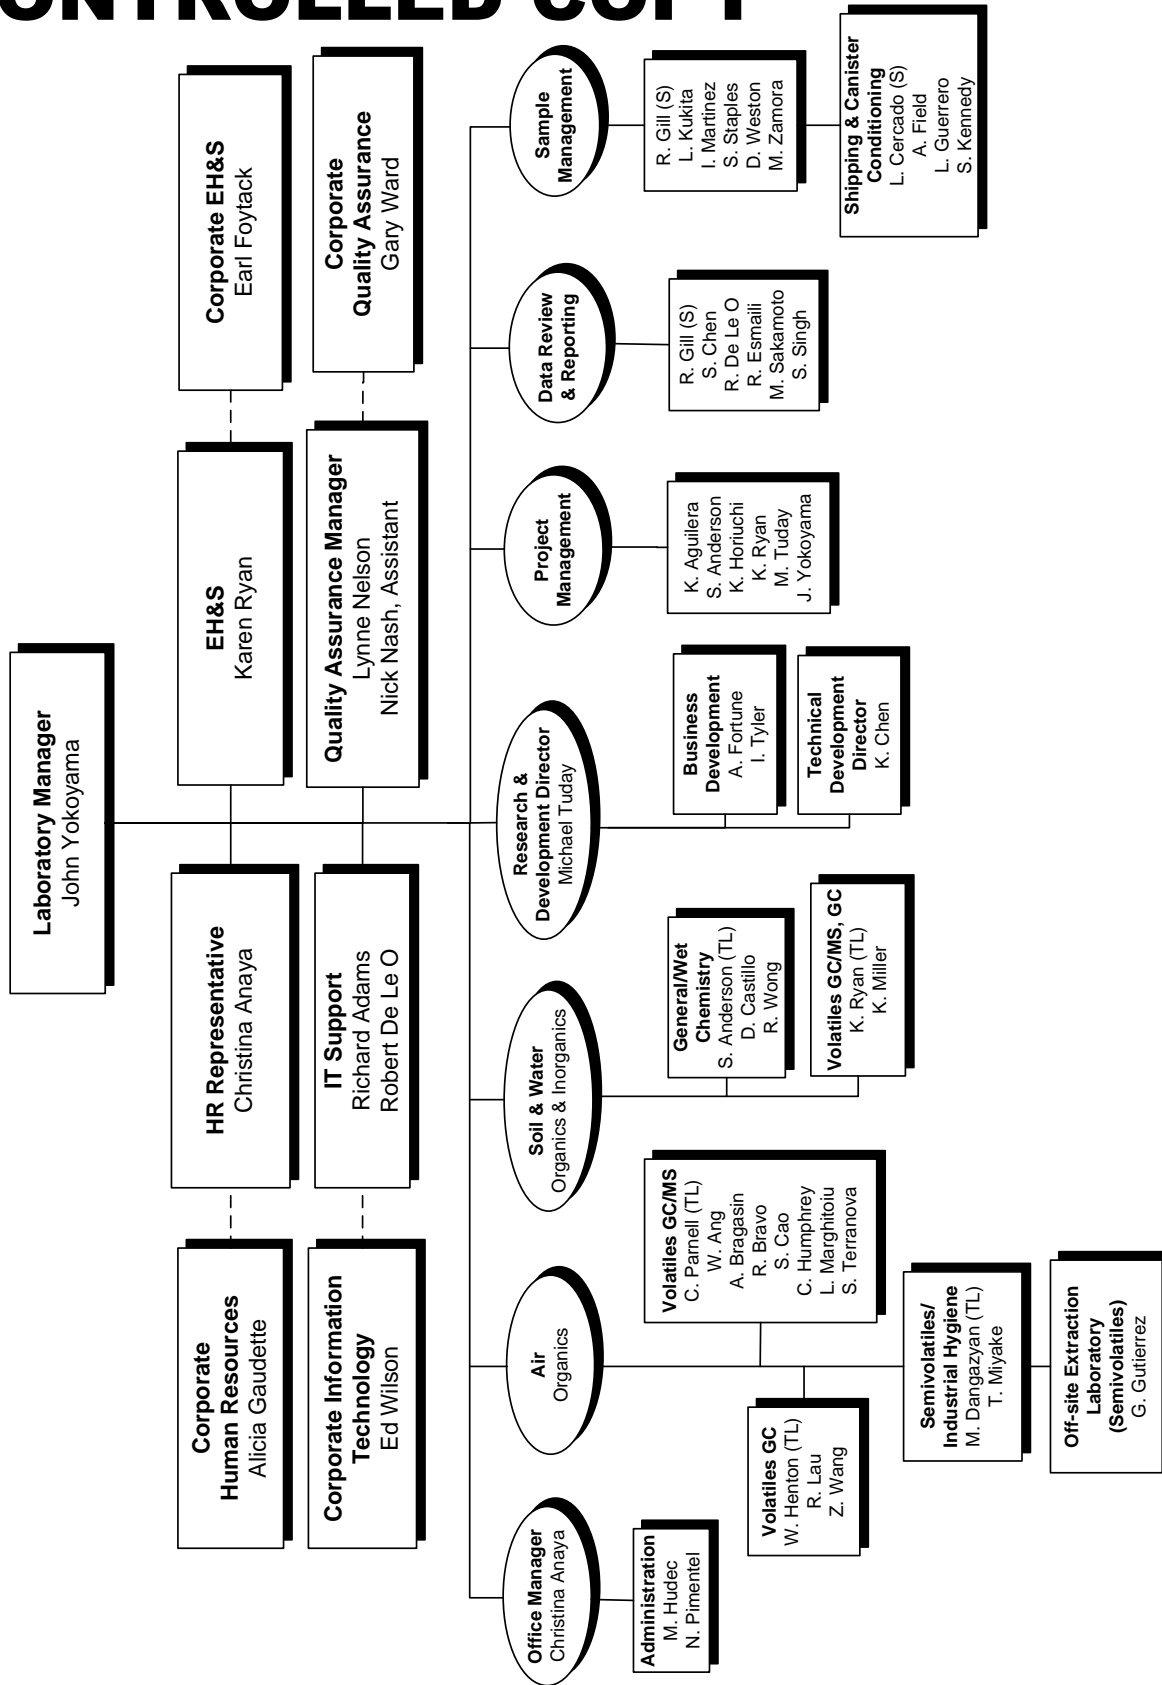 ONTROLLED COPY
Laboratory Manager
John Yokoyama
Corporate
Human Resources
Alicia Gaudette
HR Representative
Christina Anaya
EH&S
Karen Ryan
Corporate EH&S
Earl Foytack
Corporate Information
Technology
Ed Wilson
IT Support
Richard Adams
Robert De Le O
Quality Assurance Manager
Lynne Nelson
Nick Nash, Assistant
Corporate
Quality Assurance
Gary Ward
Office Manager
Christina Anaya
Administration
M. Hudec
N. Pimentel
Air
Organics
Volatiles GC/MS
C. Parnell (TL)
W. Ang
A. Bragasin
R. Bravo
S. Cao
C. Humphrey
L. Marghitoiu
S. Terranova
Volatiles GC
W. Henton (TL)
R. Lau
Z. Wang
Semivolatiles/
Industrial Hygiene
M. Dangazyan (TL)
T. Miyake
Off-site Extraction
Laboratory
(Semivolatiles)
G. Gutierrez
Soil & Water
Organics & Inorganics
General/Wet
Chemistry
S. Anderson (TL)
D. Castillo
R. Wong
Volatiles GC/MS, GC
K. Ryan (TL)
K. Miller
Research &
Development Director
Michael Tuday
Business
Development
A. Fortune
I. Tyler
Technical
Development
Director
K. Chen
Project
Management
K. Aguilera
S. Anderson
K. Horiuchi
K. Ryan
M. Tuday
J. Yokoyama
Data Review
& Reporting
R. Gill (S)
S. Chen
R. De Le O
R. Esmaili
M. Sakamoto
S. Singh
Sample
Management
R. Gill (S)
L. Kukita
I. Martinez
S. Staples
D. Weston
M. Zamora
Shipping & Canister
Conditioning
L. Cercado (S)
A. Field
L. Guerrero
S. Kennedy